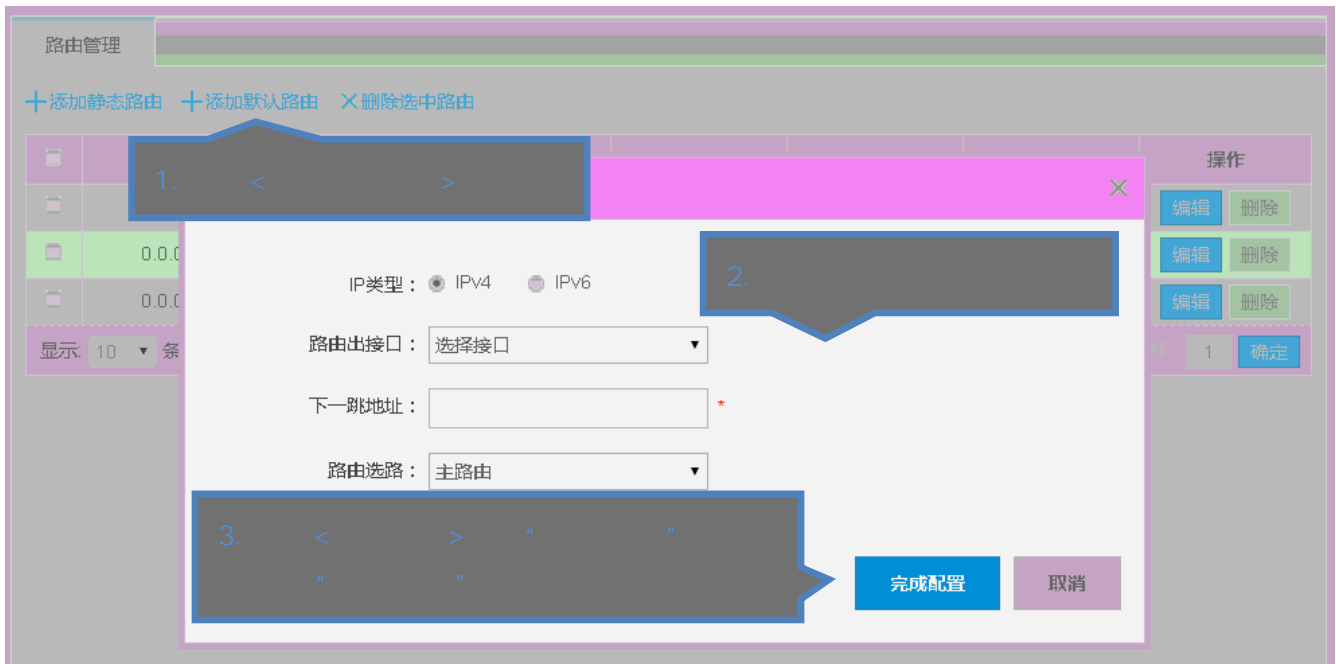 路由管理
添加静态路由 添加默认路由 删除选中路由
操作
1. < >
编辑 删除
0.0.0
编辑 删除
2.
IP类型： IPv4 IPv6
0.0.0
编辑 删除
路由出接口： 选择接口
显示: 10 条
1 确定
下一跳地址： *
路由选路： 主路由
3. < > “ ”
“ ”
完成配置 取消